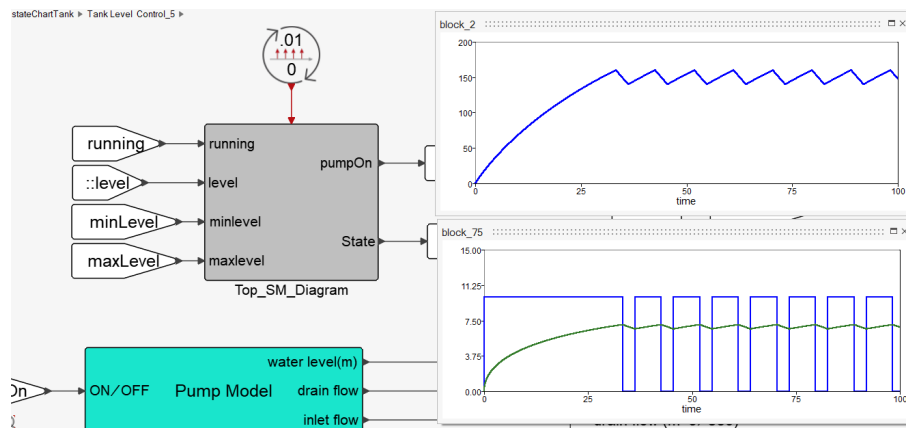 stateChartTank ▸ Tank Level Control_5 ▸
.01
0
running
::level
minLevel
maxLevel
running
level
minlevel
maxlevel
pumpOn
State
Top_SM_Diagram
On
ON/OFF
Pump Model
water level(m)
drain flow
inlet flow
block_2
200
150
100
50
0
0
25
50
75
100
time
block_75
15.00
11.25
7.50
3.75
0.00
0
25
50
75
100
time